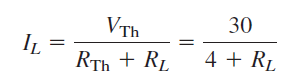 I_L = V_Th / (R_Th + R_L) = 30 / (4 + R_L)